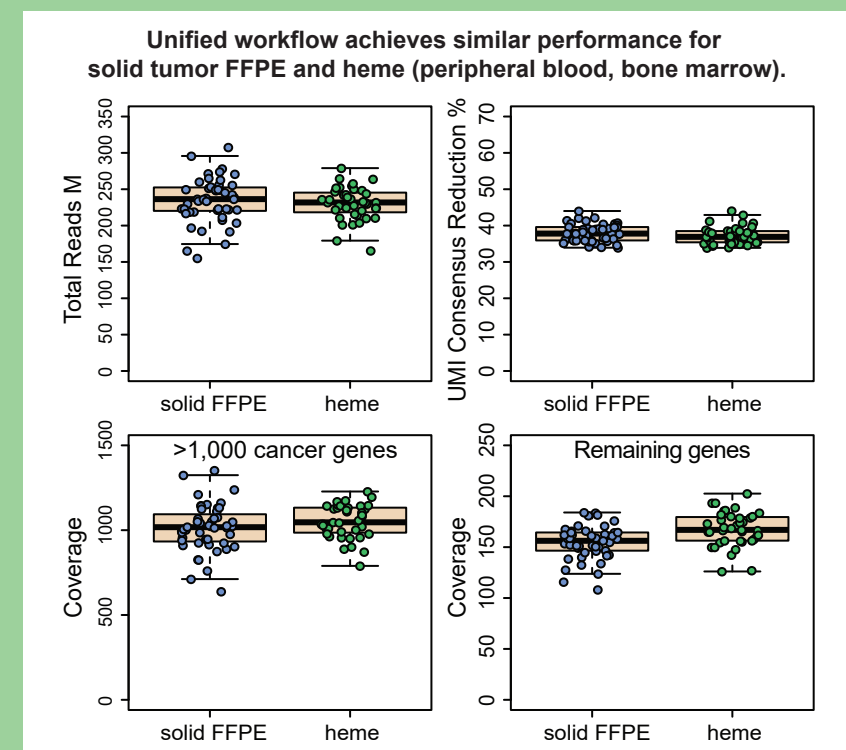 Unified workflow achieves similar performance for
solid tumor FFPE and heme (peripheral blood, bone marrow).
Total Reads M
350
300
250
200
150
100
50
0
solid FFPE
heme
UMI Consensus Reduction %
70
60
50
40
30
20
10
0
solid FFPE
heme
>1,000 cancer genes
Coverage
1500
1000
500
0
solid FFPE
heme
Remaining genes
Coverage
250
200
150
100
50
0
solid FFPE
heme